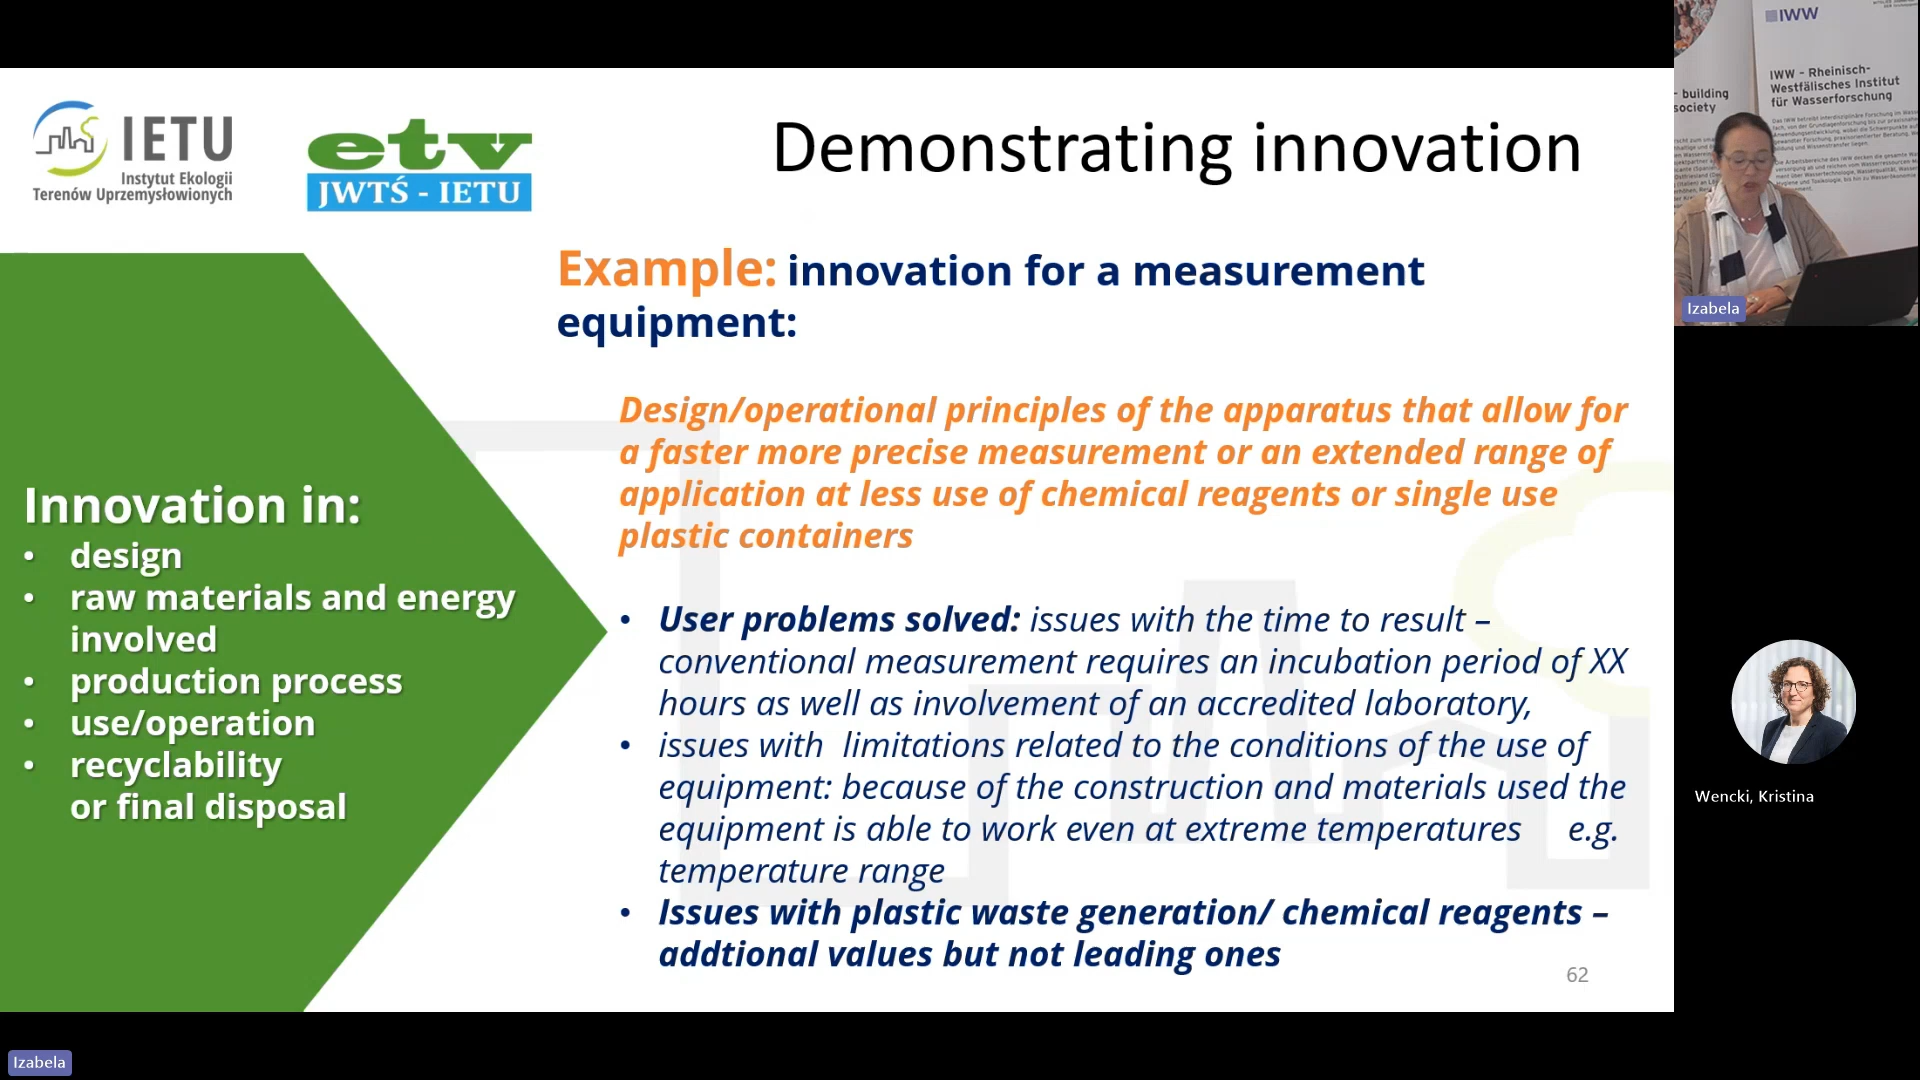 IETU
Instytut Ekologii
Terenów Uprzemysłowionych
etv
JWTŚ - IETU
Demonstrating innovation
Example: innovation for a measurement
equipment:
Design/operational principles of the apparatus that allow for
a faster more precise measurement or an extended range of
application at less use of chemical reagents or single use
plastic containers
Innovation in:
• design
• raw materials and energy
involved
• production process
• use/operation
• recyclability
or final disposal
• User problems solved: issues with the time to result –
conventional measurement requires an incubation period of XX
hours as well as involvement of an accredited laboratory,
• issues with limitations related to the conditions of the use of
equipment: because of the construction and materials used the
equipment is able to work even at extreme temperatures e.g.
temperature range
• Issues with plastic waste generation/ chemical reagents –
addtional values but not leading ones
62
IWW
building
society
IWW - Rheinisch-
Westfälisches Institut
für Wasserforschung
Izabela
Wencki, Kristina
Izabela